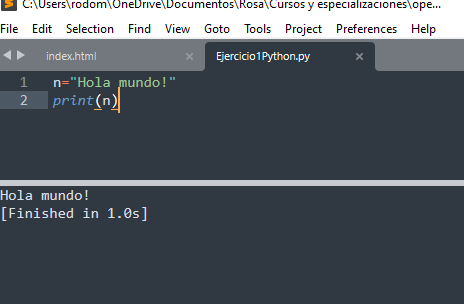 C:\Users\rodom\OneDrive\Documentos\Rosa\Cursos y especializaciones\ope...
File Edit Selection Find View Goto Tools Project Preferences Help
index.html × Ejercicio1Python.py ×
1 n="Hola mundo!"
2 print(n)
Hola mundo!
[Finished in 1.0s]